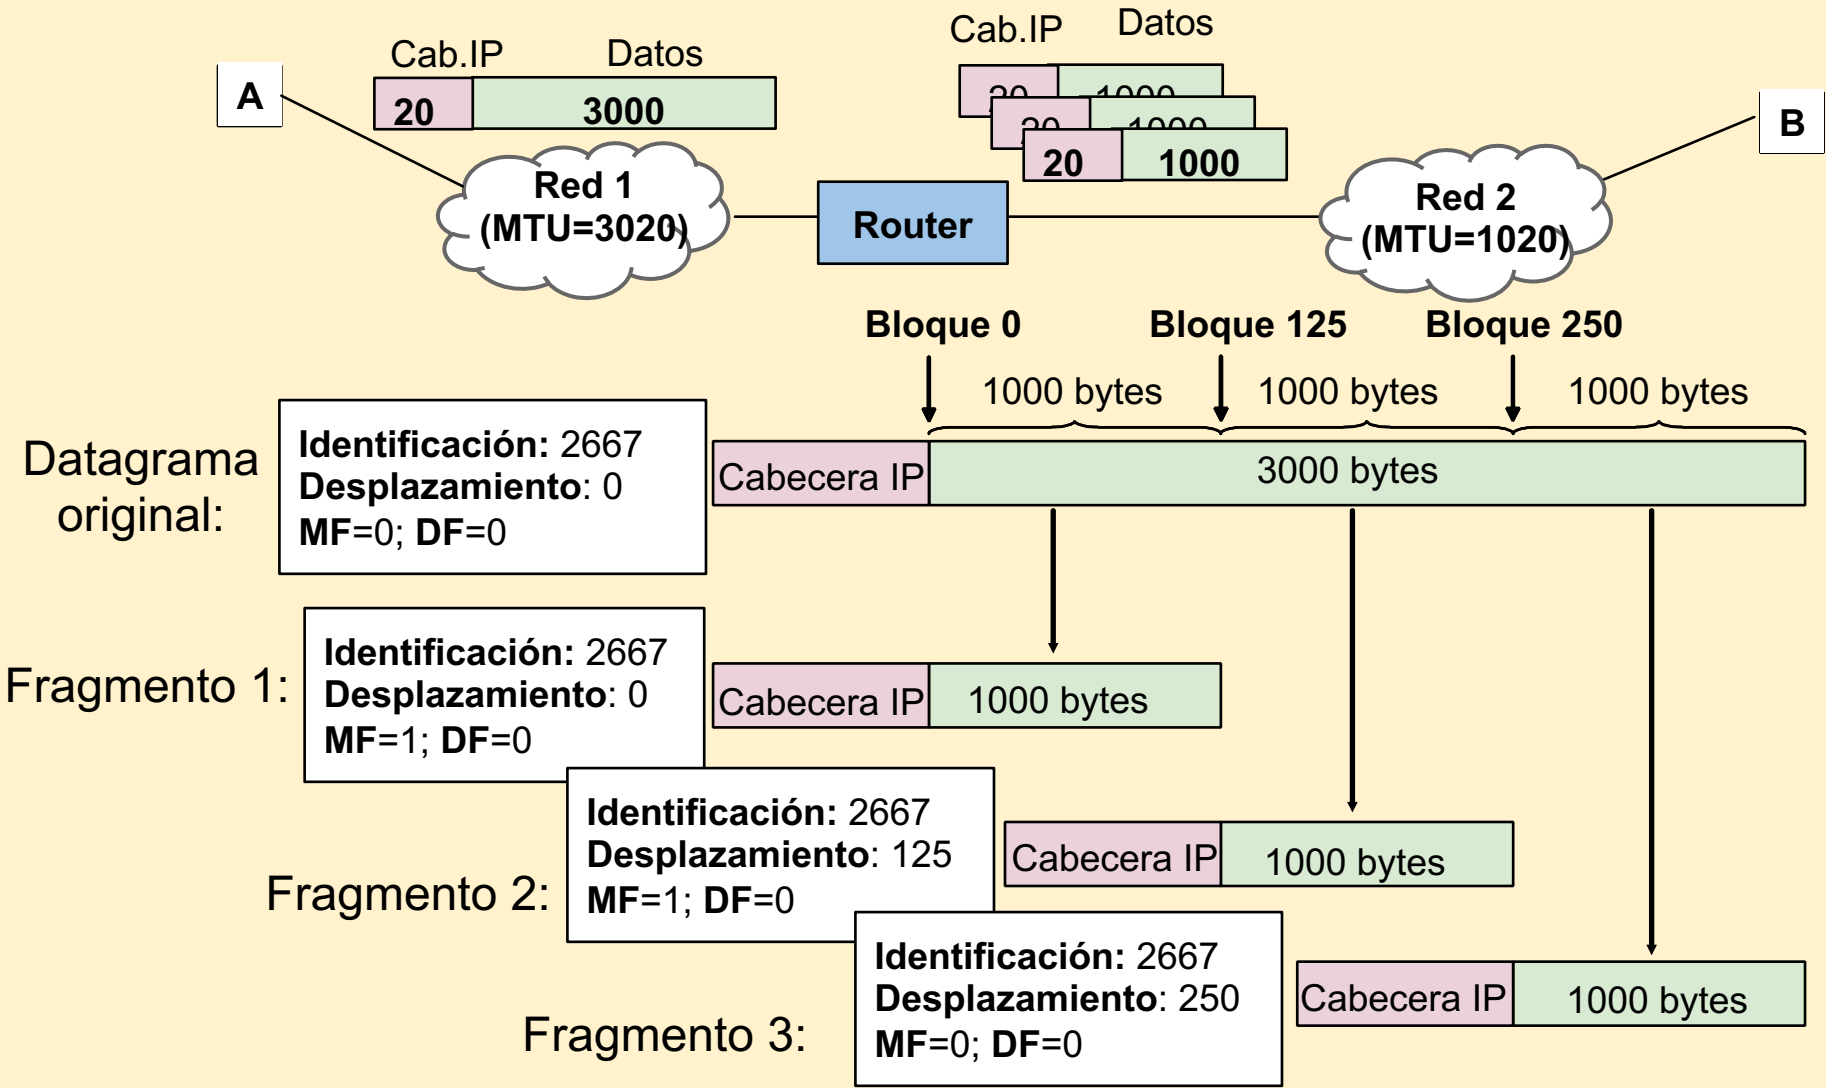 Cab.IP Datos
A
20 3000
Cab.IP Datos
20 1000
20 1000
20 1000
B
Red 1
(MTU=3020)
Router
Red 2
(MTU=1020)
Bloque 0 Bloque 125 Bloque 250
1000 bytes 1000 bytes 1000 bytes
Datagrama
original:
Identificación: 2667
Desplazamiento: 0
MF=0; DF=0
Cabecera IP 3000 bytes
Fragmento 1:
Identificación: 2667
Desplazamiento: 0
MF=1; DF=0
Cabecera IP 1000 bytes
Fragmento 2:
Identificación: 2667
Desplazamiento: 125
MF=1; DF=0
Cabecera IP 1000 bytes
Fragmento 3:
Identificación: 2667
Desplazamiento: 250
MF=0; DF=0
Cabecera IP 1000 bytes